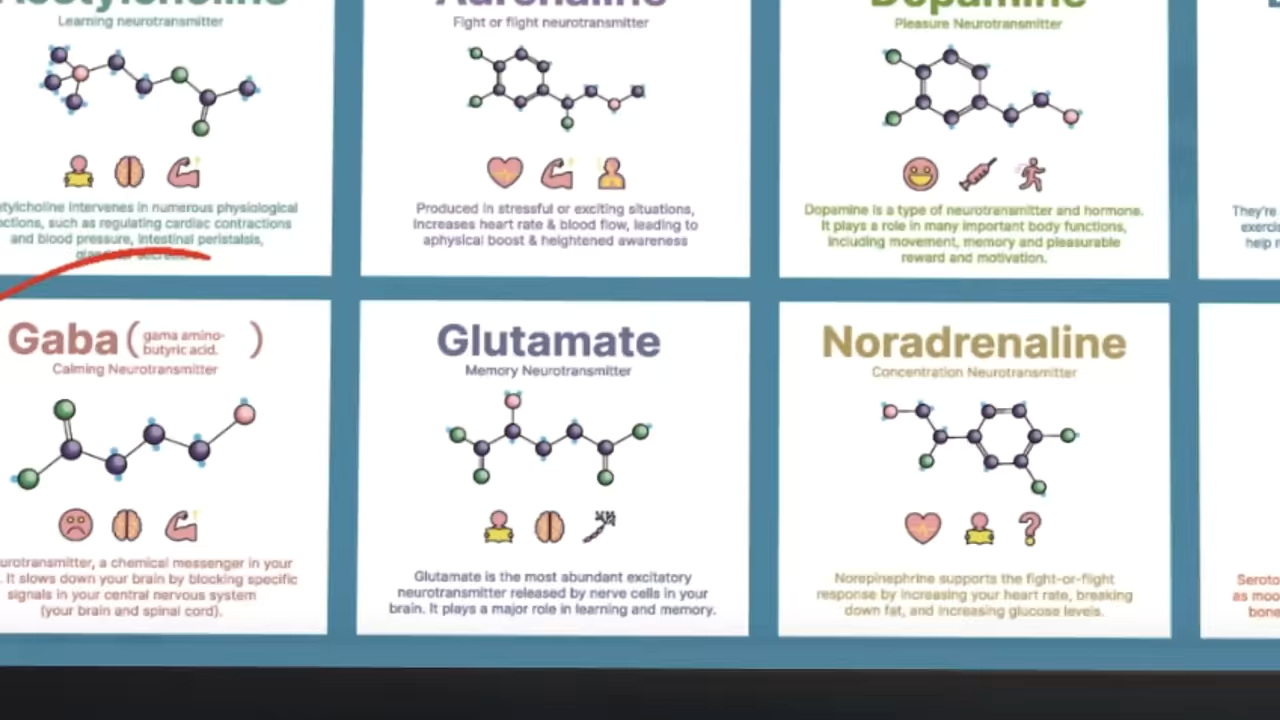 Acetylcholine
Learning neurotransmitter
Adrenaline
Fight or flight neurotransmitter
Dopamine
Pleasure Neurotransmitter
etylcholine intervenes in numerous physiological
ctions, such as regulating cardiac contractions
and blood pressure, intestinal peristalsis,
Produced in stressful or exciting situations,
Increases heart rate & blood flow, leading to
aphysical boost & heightened awareness
Dopamine is a type of neurotransmitter and hormone.
It plays a role in many important body functions,
including movement, memory and pleasurable
reward and motivation.
They're
exercis
help r
Gaba (gama amino-
butyric acid. )
Calming Neurotransmitter
Glutamate
Memory Neurotransmitter
Noradrenaline
Concentration Neurotransmitter
urotransmitter, a chemical messenger in your
. It slows down your brain by blocking specific
signals in your central nervous system
(your brain and spinal cord).
Glutamate is the most abundant excitatory
neurotransmitter released by nerve cells in your
brain. It plays a major role in learning and memory.
Norepinephrine supports the fight-or-flight
response by increasing your heart rate, breaking
down fat, and increasing glucose levels.
Seroto
as moo
bone